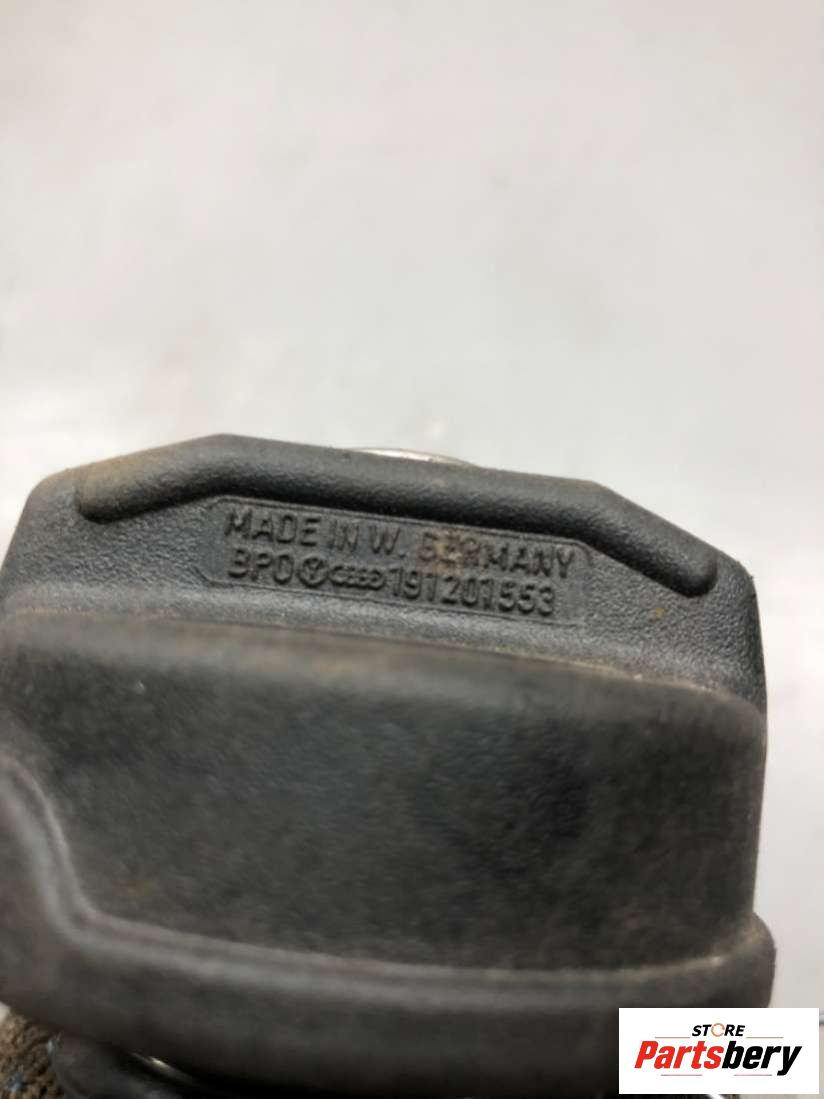 MADE IN W. GERMANY
BPO 191201553
STORE
Partsbery